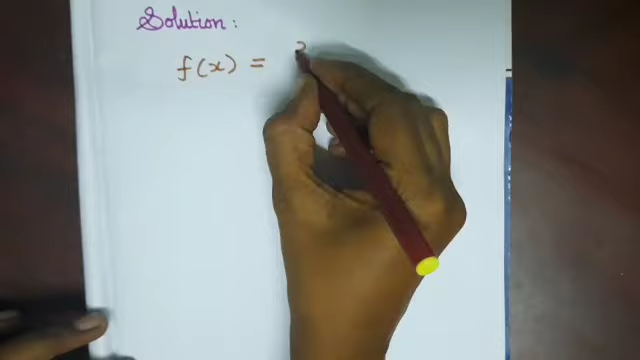 Solution:
f(x) =